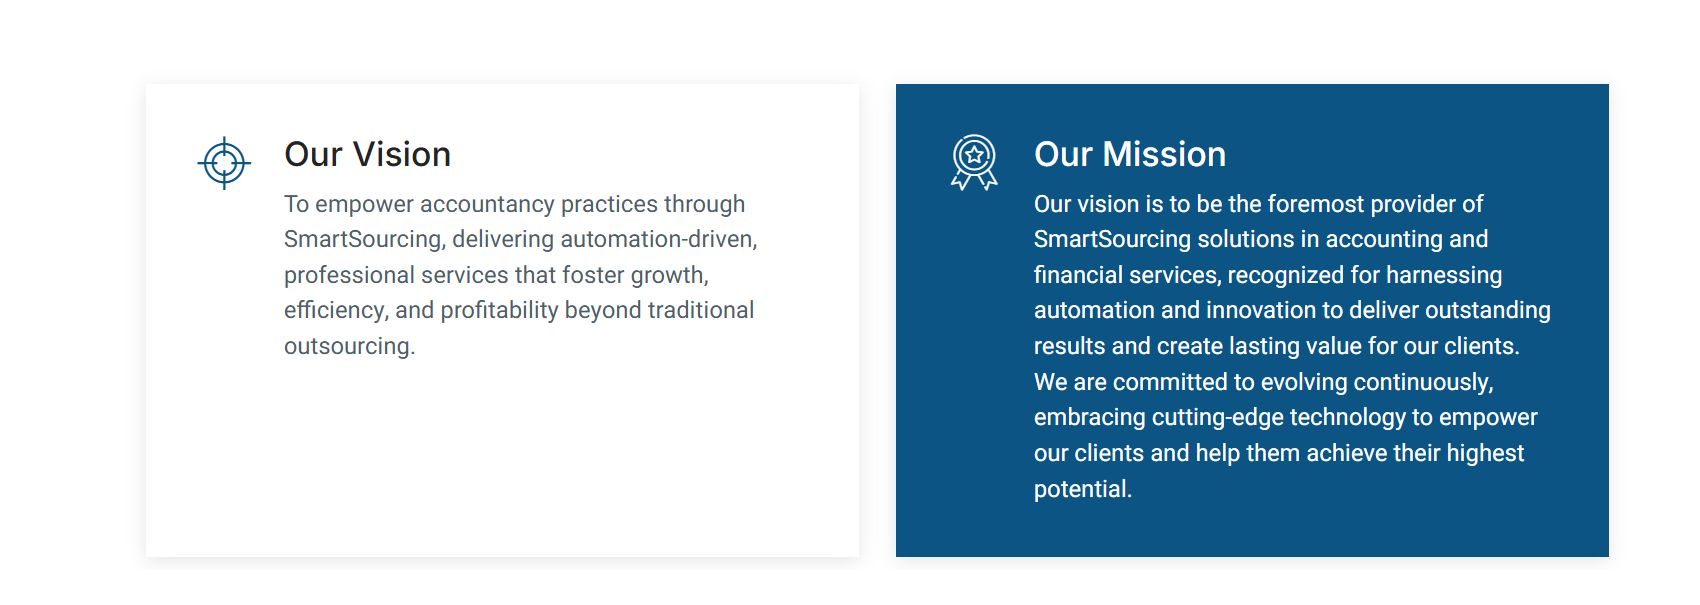 Our Vision
To empower accountancy practices through
SmartSourcing, delivering automation-driven,
professional services that foster growth,
efficiency, and profitability beyond traditional
outsourcing.
Our Mission
Our vision is to be the foremost provider of
SmartSourcing solutions in accounting and
financial services, recognized for harnessing
automation and innovation to deliver outstanding
results and create lasting value for our clients.
We are committed to evolving continuously,
embracing cutting-edge technology to empower
our clients and help them achieve their highest
potential.